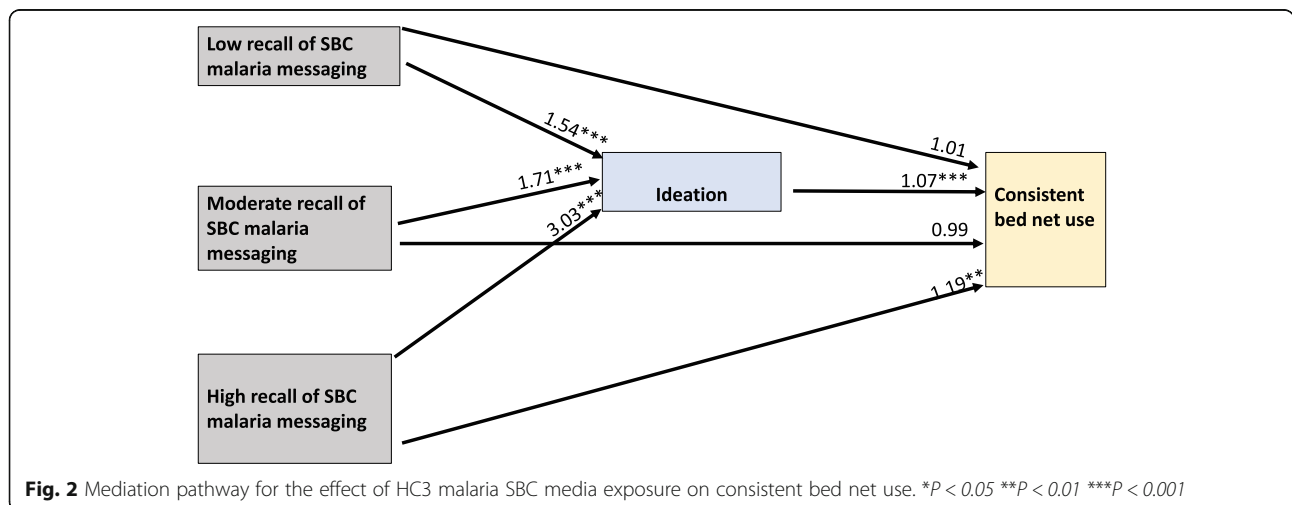 Low recall of SBC
malaria messaging
1.54***
1.01
Moderate recall of
SBC malaria
messaging
1.71***
3.03***
Ideation
1.07***
0.99
1.19**
Consistent
bed net use
High recall of SBC
malaria messaging
Fig. 2 Mediation pathway for the effect of HC3 malaria SBC media exposure on consistent bed net use. *P < 0.05 **P < 0.01 ***P < 0.001